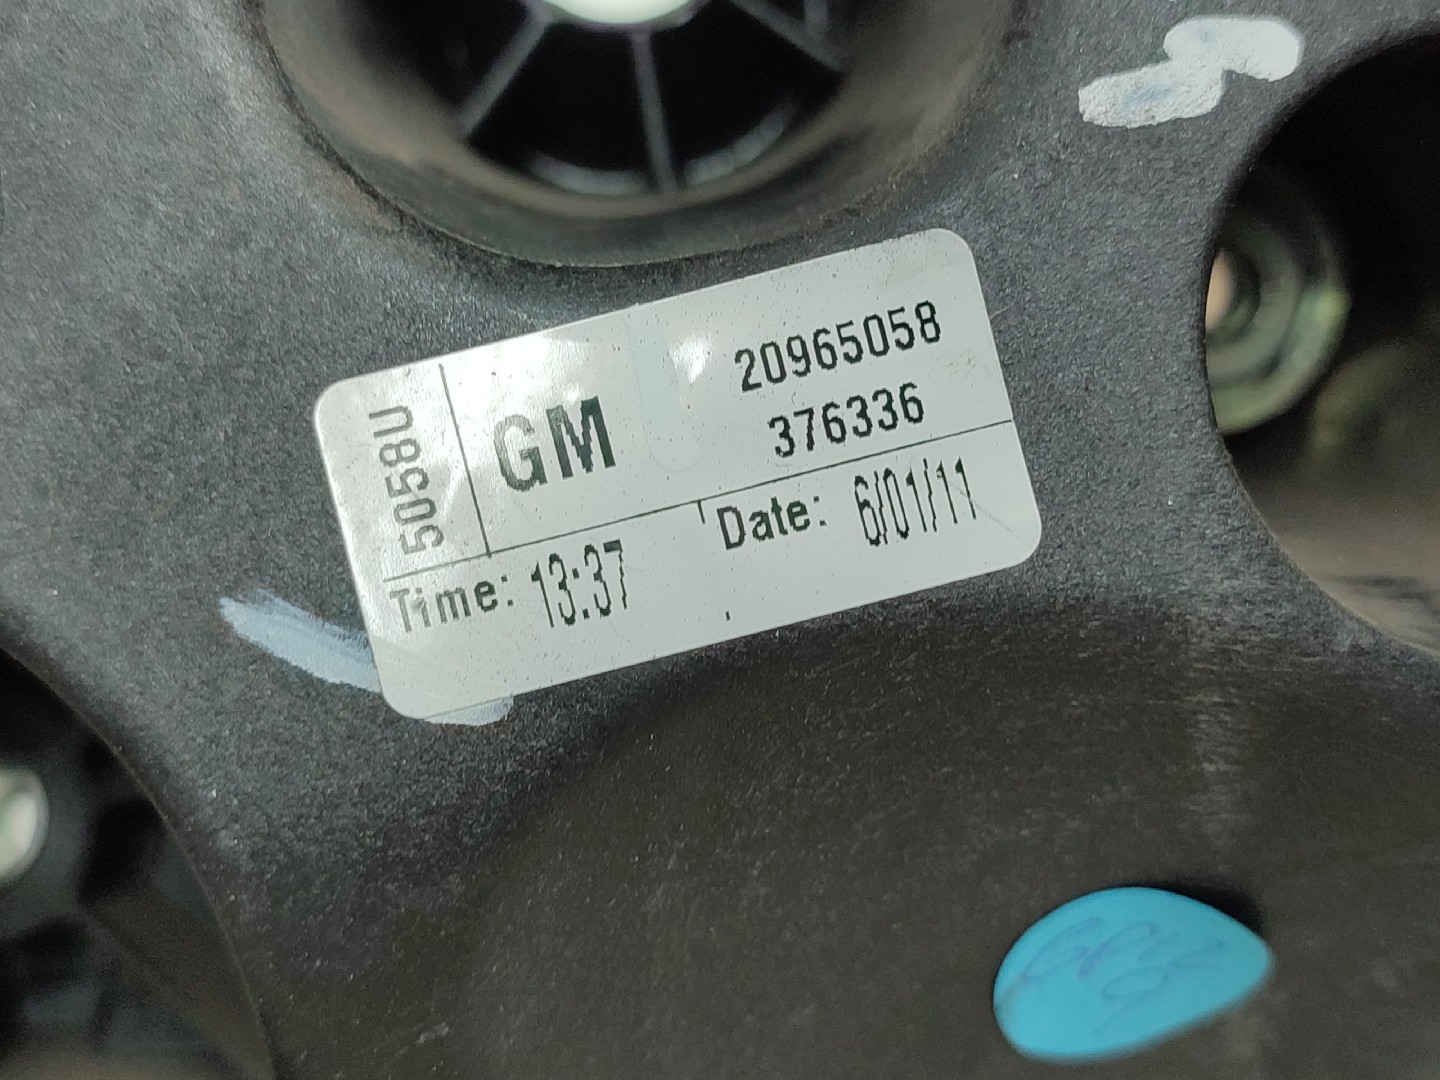 5058U
GM
20965058
376336
Time: 13:37
Date: 6/01/11